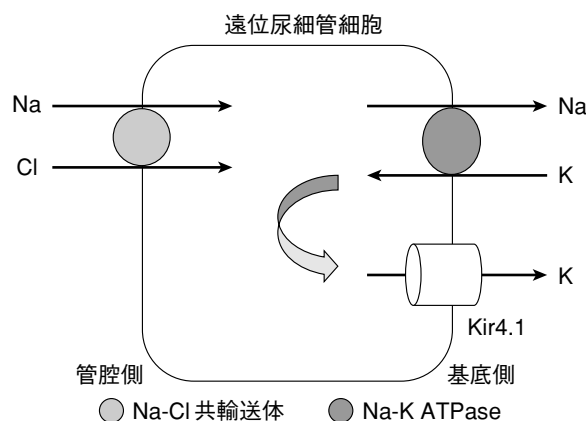 遠位尿細管細胞
Na
Na
Cl
K
K
Kir4.1
管腔側
基底側
Na-Cl 共輸送体
Na-K ATPase